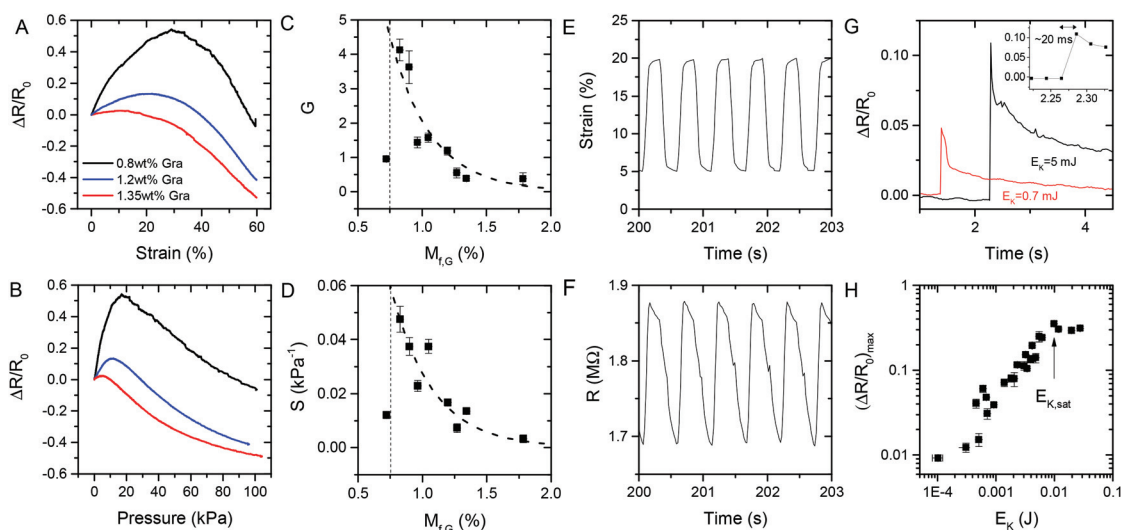 A
ΔR/R0
0.6
0.4
0.2
0.0
-0.2
-0.4
-0.6
0.8wt% Gra
1.2wt% Gra
1.35wt% Gra
0 20 40 60
Strain (%)
B
ΔR/R0
0.6
0.4
0.2
0.0
-0.2
-0.4
-0.6
0 20 40 60 80 100
Pressure (kPa)
C
G
5
4
3
2
1
0
0.5 1.0 1.5 2.0
Mf,G (%)
D
S (kPa-1)
0.06
0.04
0.02
0.00
0.5 1.0 1.5 2.0
Mf,G (%)
E
Strain (%)
25
20
15
10
5
0
200 201 202 203
Time (s)
F
R (MΩ)
1.9
1.8
1.7
200 201 202 203
Time (s)
G
ΔR/R0
0.10
0.05
0.00
~20 ms
0.10
0.05
0.00
2.25 2.30
EK=5 mJ
EK=0.7 mJ
2 4
Time (s)
H
(ΔR/R0)max
1
0.1
0.01
EK,sat
1E-4 0.001 0.01 0.1
EK (J)